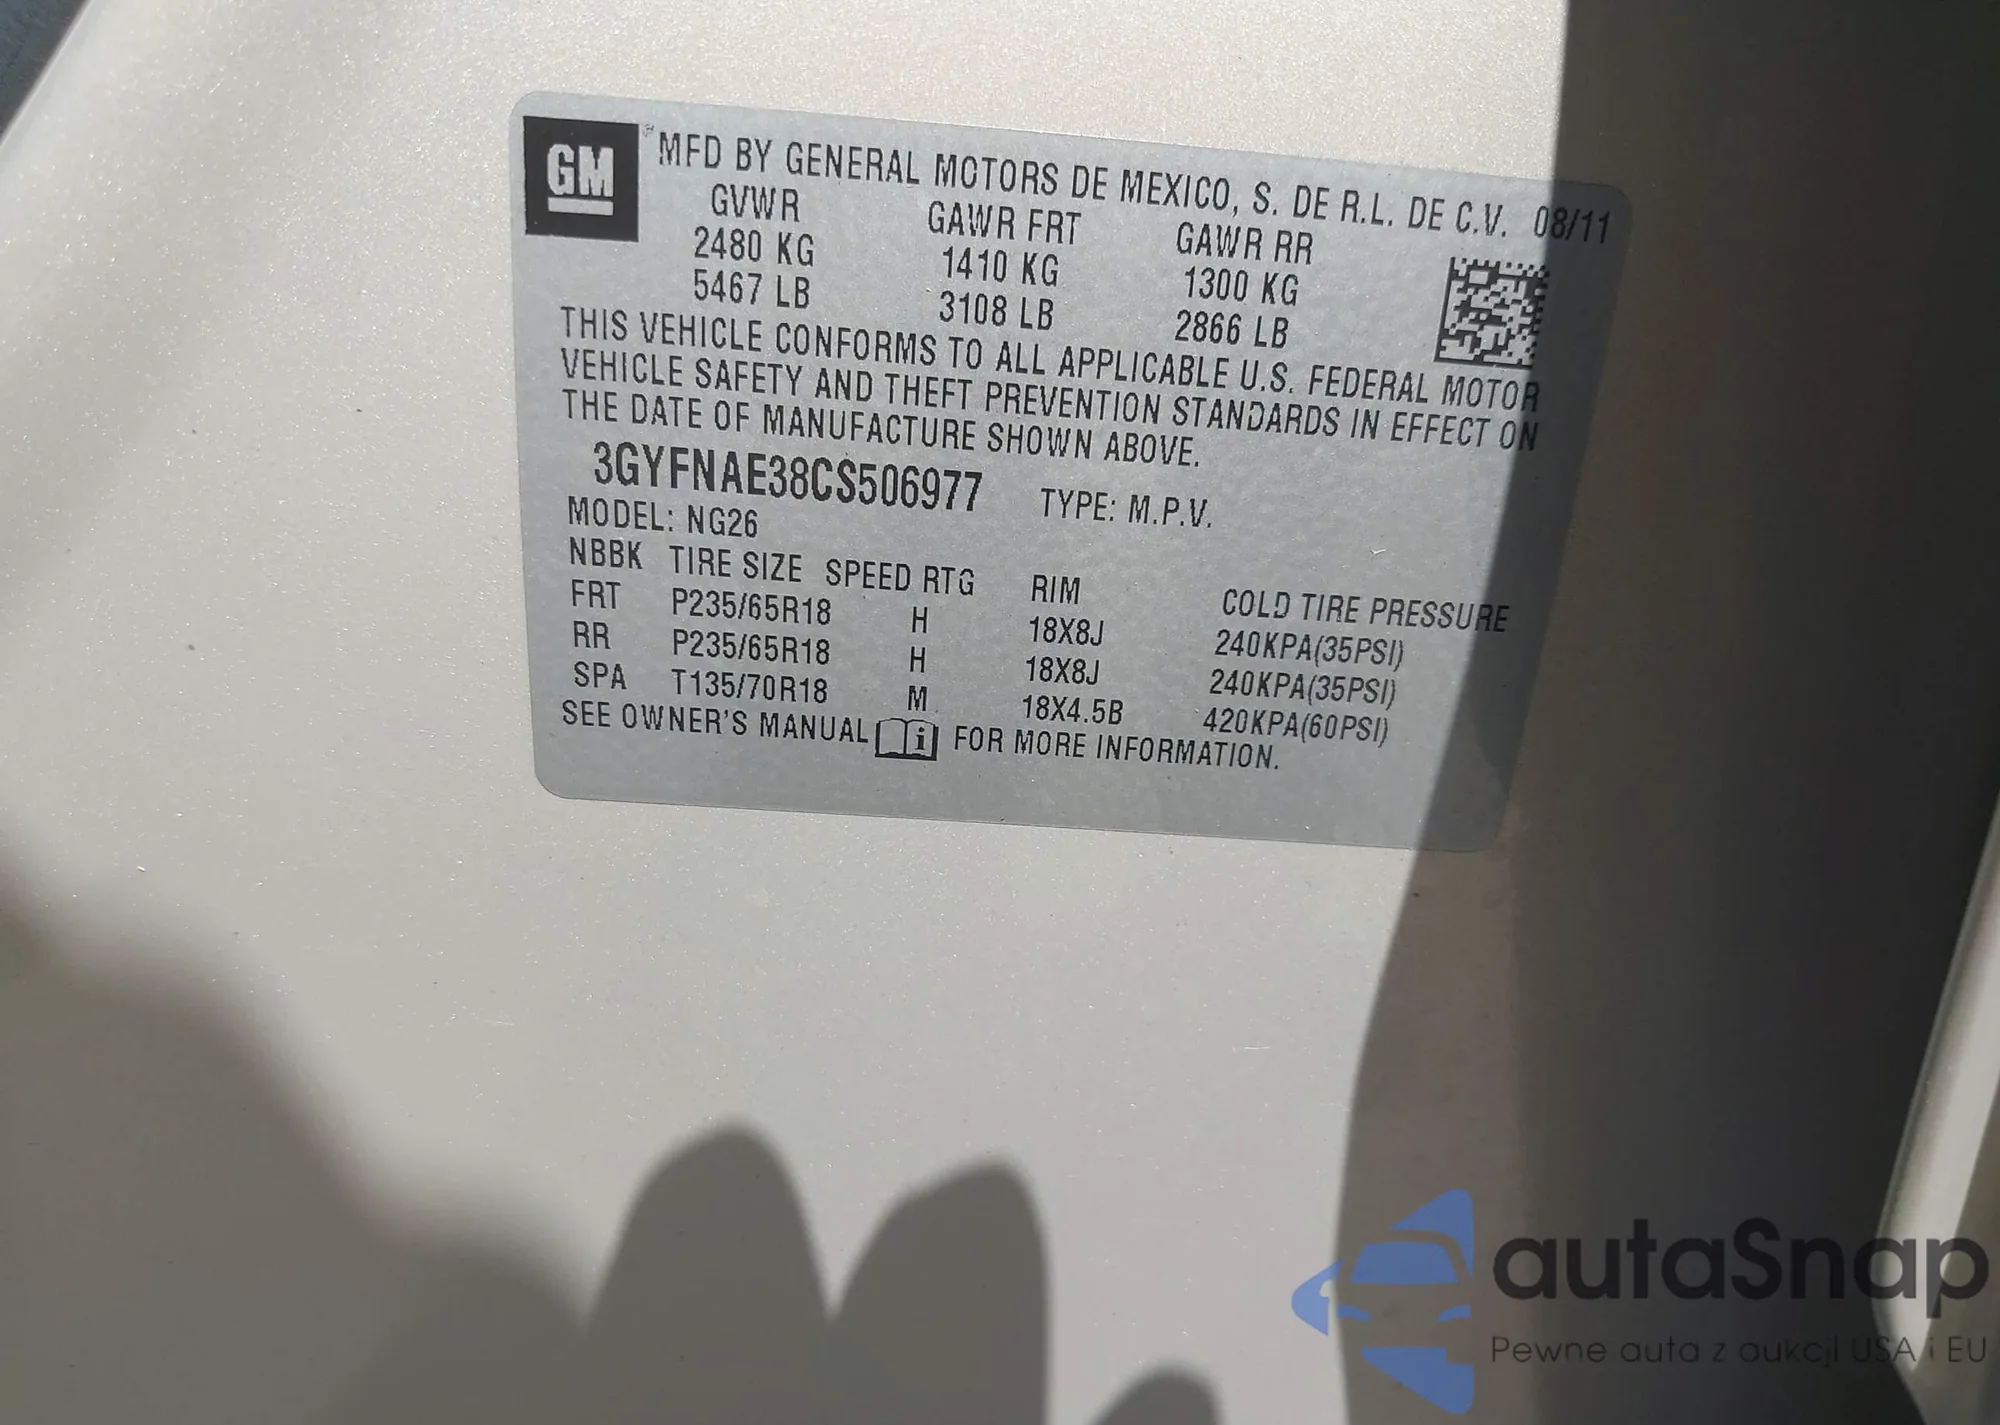 GM
MFD BY GENERAL MOTORS DE MEXICO, S. DE R.L. DE C.V. 08/11
GVWR GAWR FRT GAWR RR
2480 KG 1410 KG 1300 KG
5467 LB 3108 LB 2866 LB
THIS VEHICLE CONFORMS TO ALL APPLICABLE U.S. FEDERAL MOTOR
VEHICLE SAFETY AND THEFT PREVENTION STANDARDS IN EFFECT ON
THE DATE OF MANUFACTURE SHOWN ABOVE.
3GYFNAE38CS506977 TYPE: M.P.V.
MODEL: NG26
NBBK TIRE SIZE SPEED RTG RIM COLD TIRE PRESSURE
FRT P235/65R18 H 18X8J 240KPA(35PSI)
RR P235/65R18 H 18X8J 240KPA(35PSI)
SPA T135/70R18 M 18X4.5B 420KPA(60PSI)
SEE OWNER'S MANUAL i FOR MORE INFORMATION.
autaSnap
Pewne auta z aukcji USA i EU